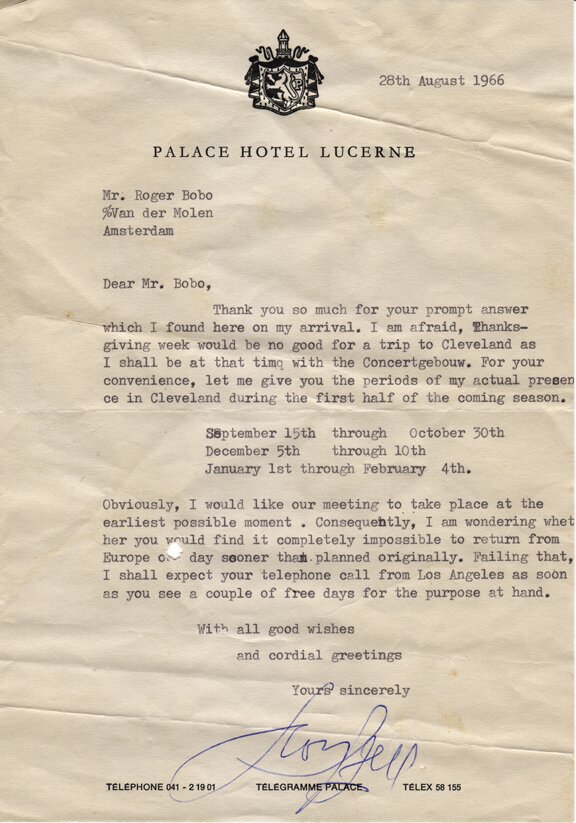 28th August 1966
PALACE HOTEL LUCERNE
Mr. Roger Bobo
%Van der Molen
Amsterdam
Dear Mr. Bobo,
Thank you so much for your prompt answer
which I found here on my arrival. I am afraid, Thanks-
giving week would be no good for a trip to Cleveland as
I shall be at that timq with the Concertgebouw. For your
convenience, let me give you the periods of my actual presen
ce in Cleveland during the first half of the coming season.
September 15th through October 30th
December 5th through 10th
January 1st through February 4th.
Obviously, I would like our meeting to take place at the
earliest possible moment . Consequently, I am wondering whet
her you would find it completely impossible to return from
Europe day sooner than planned originally. Failing that,
I shall expect your telephone call from Los Angeles as soon
as you see a couple of free days for the purpose at hand.
With all good wishes
and cordial greetings
Yours sincerely
TÉLÉPHONE 041 - 2 19 01 TÉLÉGRAMME PALACE TÉLEX 58 155